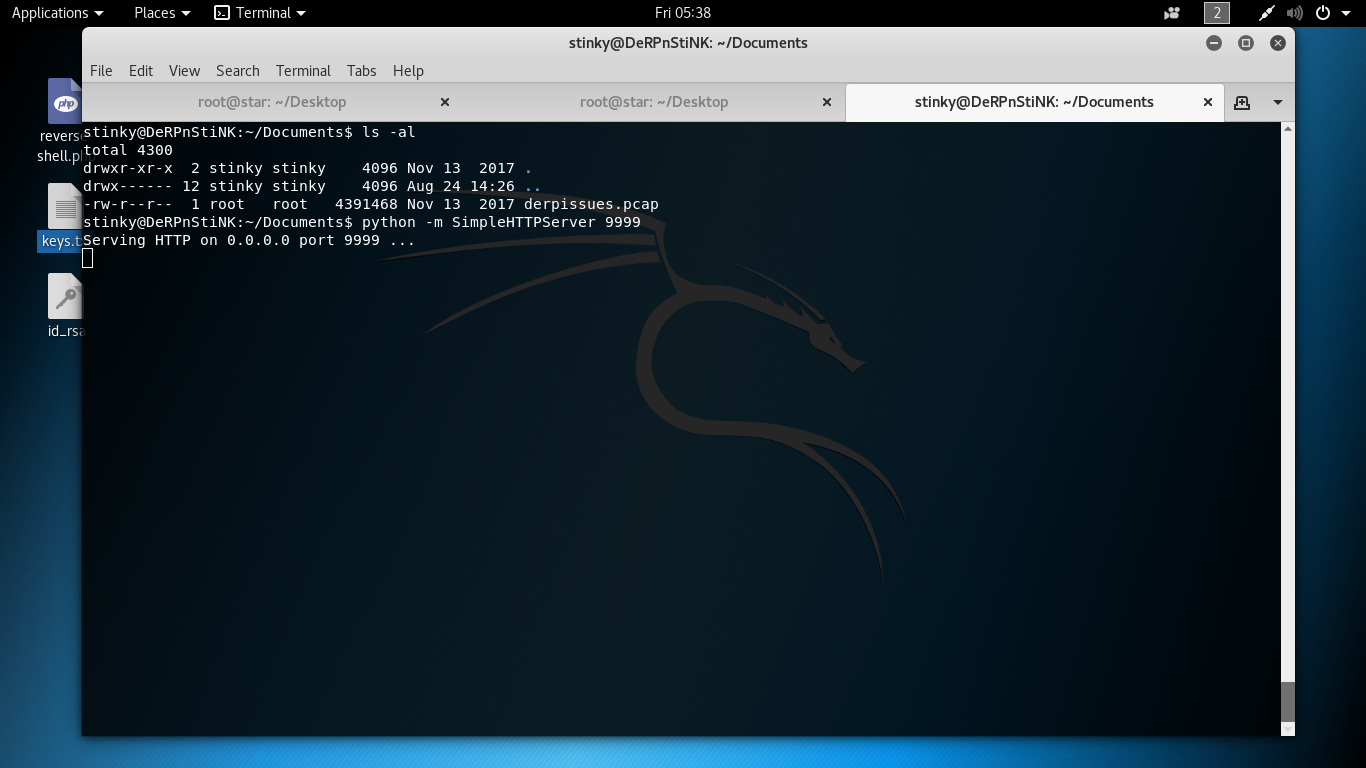 Applications Places Terminal Fri 05:38 2
stinky@DeRPnStiNK: ~/Documents
File Edit View Search Terminal Tabs Help
root@star: ~/Desktop × root@star: ~/Desktop × stinky@DeRPnStiNK: ~/Documents ×
php
reverse
shell.ph
keys.t
id_rsa
stinky@DeRPnStiNK:~/Documents$ ls -al
total 4300
drwxr-xr-x  2 stinky stinky    4096 Nov 13  2017 .
drwx------ 12 stinky stinky    4096 Aug 24 14:26 ..
-rw-r--r--  1 root   root   4391468 Nov 13  2017 derpissues.pcap
stinky@DeRPnStiNK:~/Documents$ python -m SimpleHTTPServer 9999
Serving HTTP on 0.0.0.0 port 9999 ...